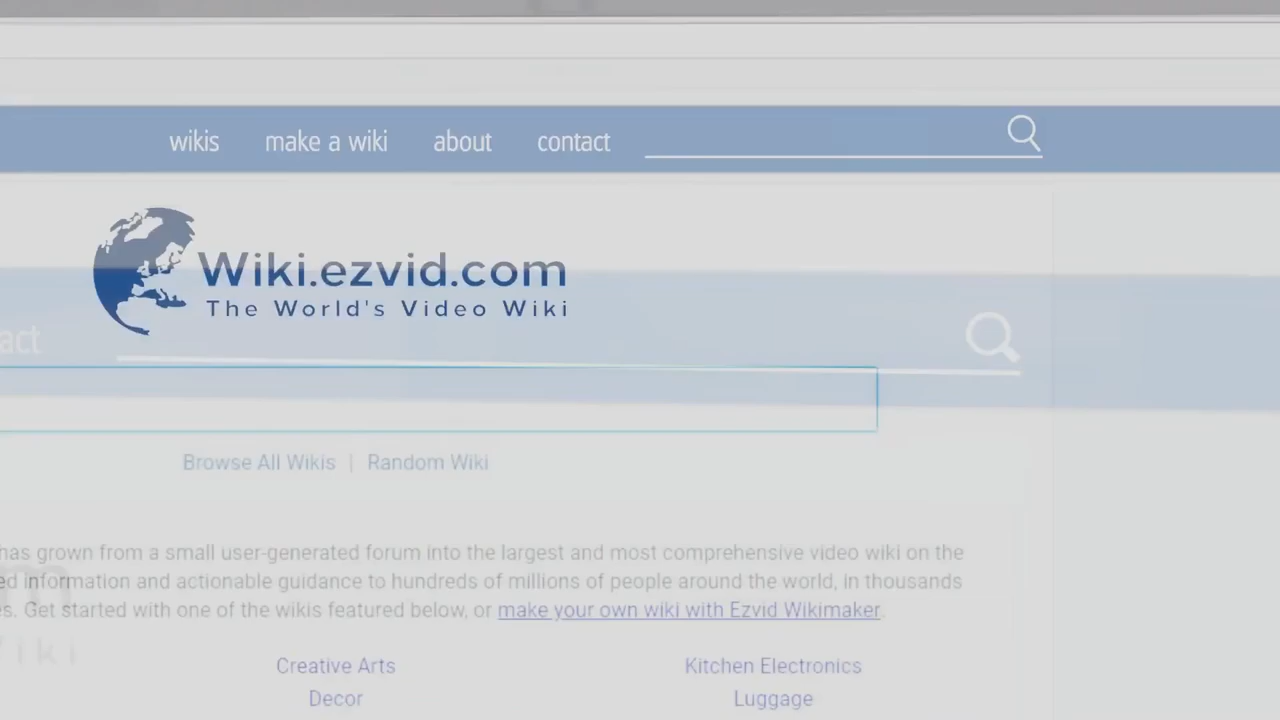 wikis make a wiki about contact
Wiki.ezvid.com
The World's Video Wiki
act
Browse All Wikis | Random Wiki
has grown from a small user-generated forum into the largest and most comprehensive video wiki on the
ed information and actionable guidance to hundreds of millions of people around the world, in thousands
s. Get started with one of the wikis featured below, or make your own wiki with Ezvid Wikimaker.
m
iki
Creative Arts Kitchen Electronics
Decor Luggage